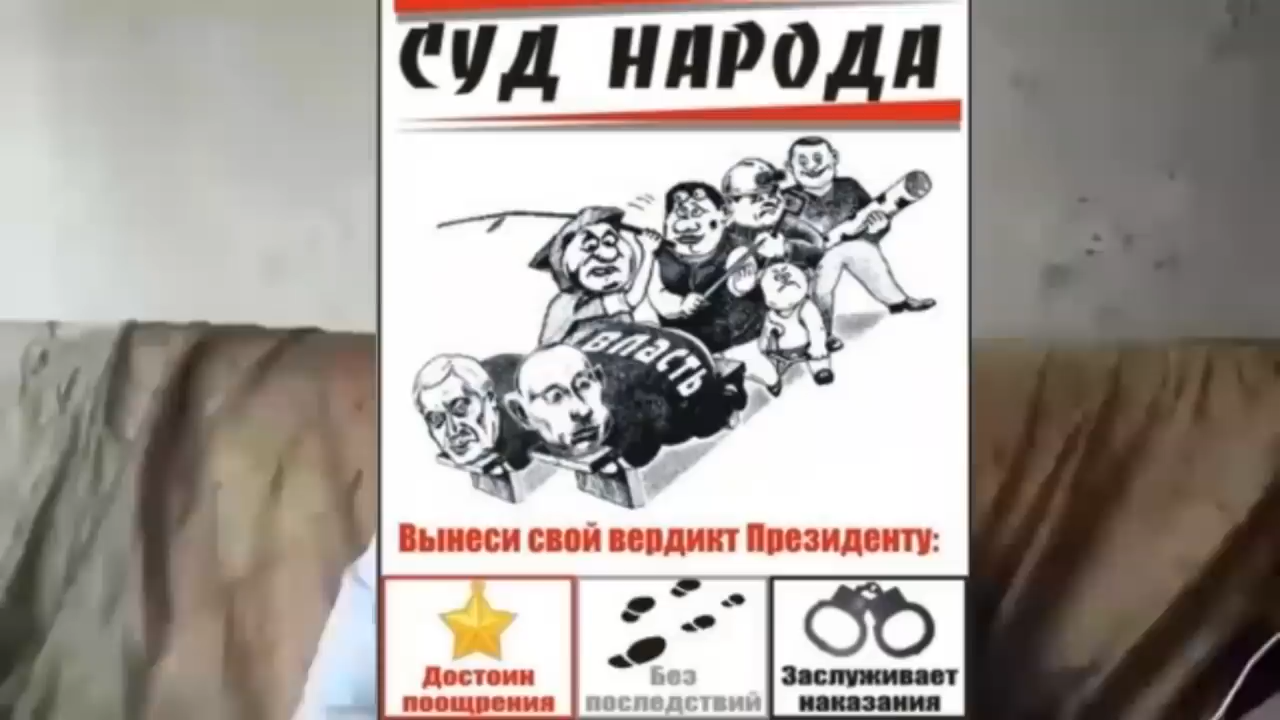 СУД НАРОДА
власть
Вынеси свой вердикт Президенту:
Достоин
поощрения
Без
последствий
Заслуживает
наказания